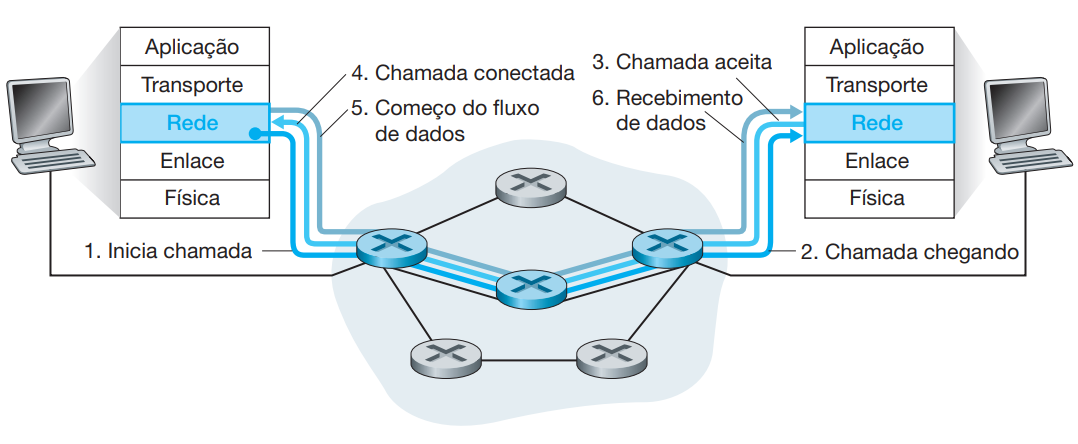 Aplicação
Transporte
Rede
Enlace
Física
4. Chamada conectada
5. Começo do fluxo
de dados
1. Inicia chamada
3. Chamada aceita
6. Recebimento
de dados
2. Chamada chegando
Aplicação
Transporte
Rede
Enlace
Física